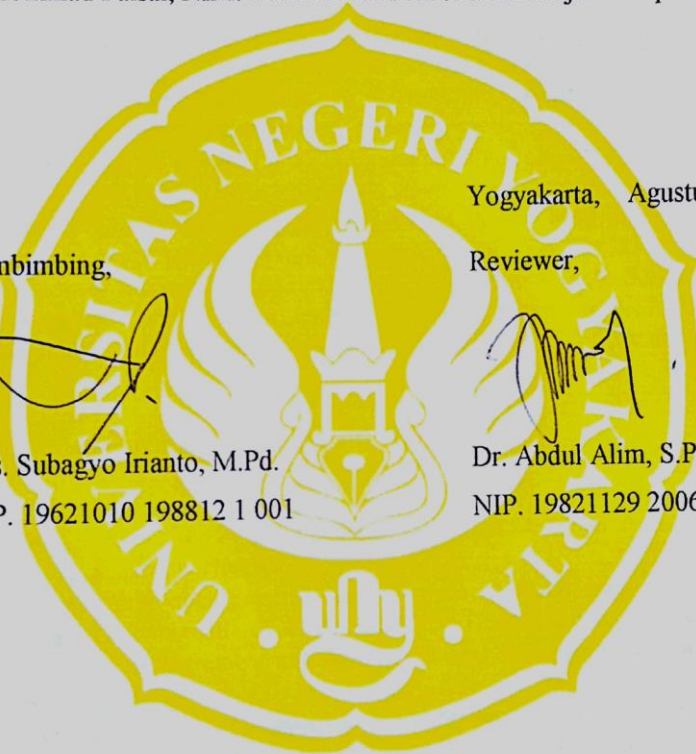 Faisal,
UNIVERSITAS NEGERI YOGYAKARTA
Yogyakarta, Agustu
nbimbing,
Reviewer,
s. Subagyo Irianto, M.Pd.
P. 19621010 198812 1 001
Dr. Abdul Alim, S.P
NIP. 19821129 2006
uny